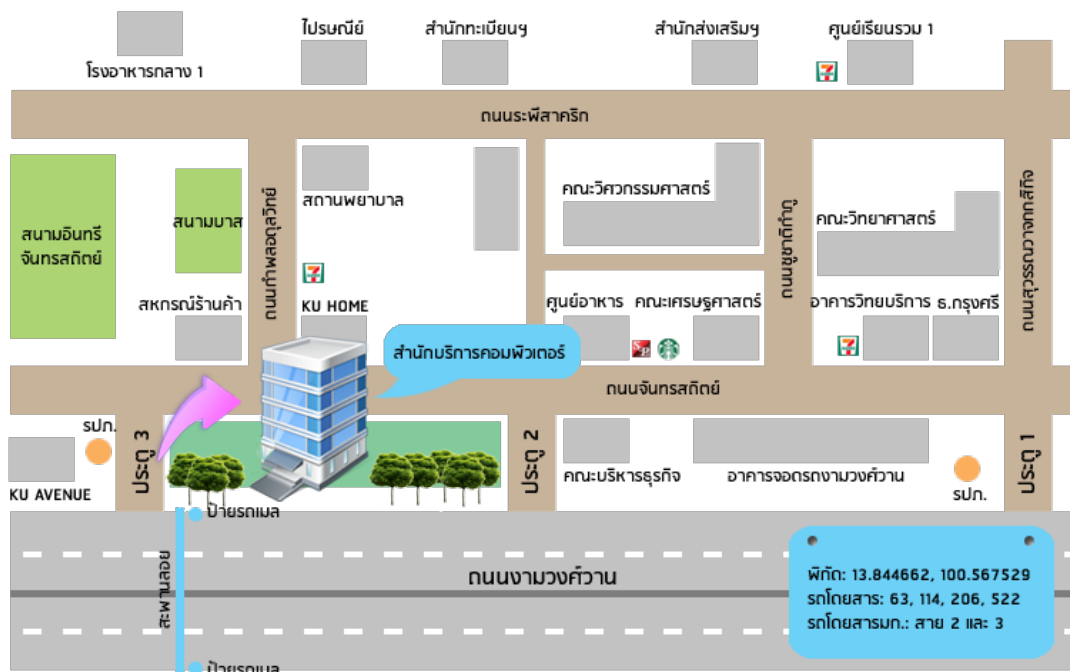 ไปรษณีย์
สำนักทะเบียนฯ
สำนักส่งเสริมฯ
ศูนย์เรียนรวม 1
โรงอาหารกลาง 1
ถนนระพีสาคริก
สนามอินทรี
จันทรสถิตย์
สนามบาส
ถนนกำพลอดุลวิทย์
สถานพยาบาล
คณะวิศวกรรมศาสตร์
ถนนชูชาติกำภู
คณะวิทยาศาสตร์
ถนนสุวรรณวาจกกสิกิจ
สหกรณ์ร้านค้า
KU HOME
ศูนย์อาหาร
คณะเศรษฐศาสตร์
อาคารวิทยบริการ
ธ.กรุงศรี
สำนักบริการคอมพิวเตอร์
ถนนจันทรสถิตย์
รปภ.
ประตู 3
ประตู 2
ประตู 1
KU AVENUE
คณะบริหารธุรกิจ
อาคารจอดรถงามวงศ์วาน
รปภ.
ป้ายรถเมล
สะพานลอย
ถนนงามวงศ์วาน
พิกัด: 13.844662, 100.567529
รถโดยสาร: 63, 114, 206, 522
รถโดยสารมก.: สาย 2 และ 3
ป้ายรถเมล